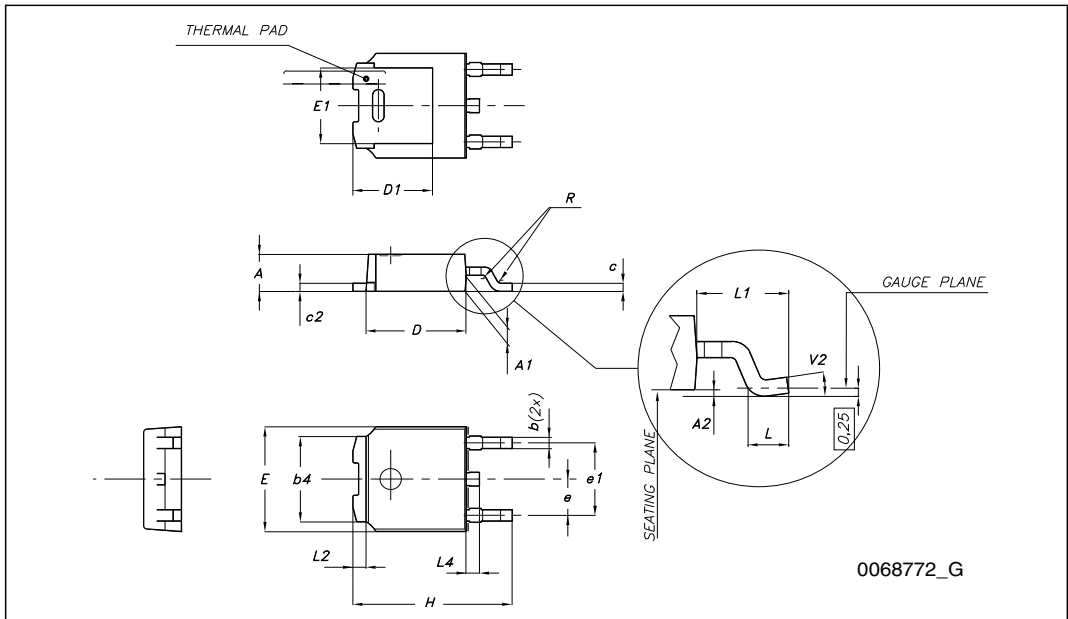 THERMAL PAD
E1
D1
R
A
c
c2
D
A1
GAUGE PLANE
L1
V2
A2
L
0,25
SEATING PLANE
b(2x)
E
b4
e
e1
L2
L4
H
0068772_G